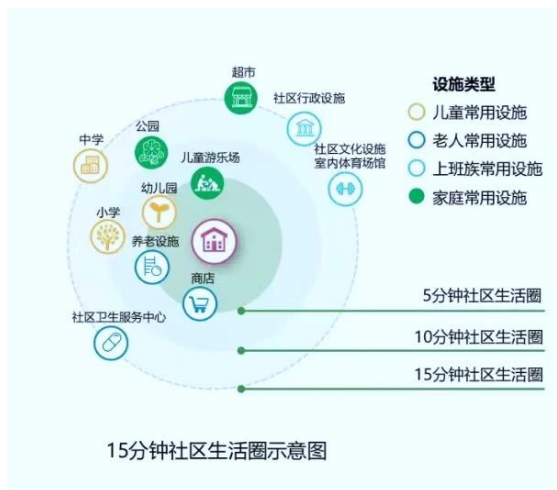 超市
社区行政设施
设施类型
儿童常用设施
老人常用设施
上班族常用设施
家庭常用设施
公园
中学
儿童游乐场
社区文化设施
室内体育场馆
幼儿园
小学
养老设施
商店
社区卫生服务中心
5分钟社区生活圈
10分钟社区生活圈
15分钟社区生活圈
15分钟社区生活圈示意图